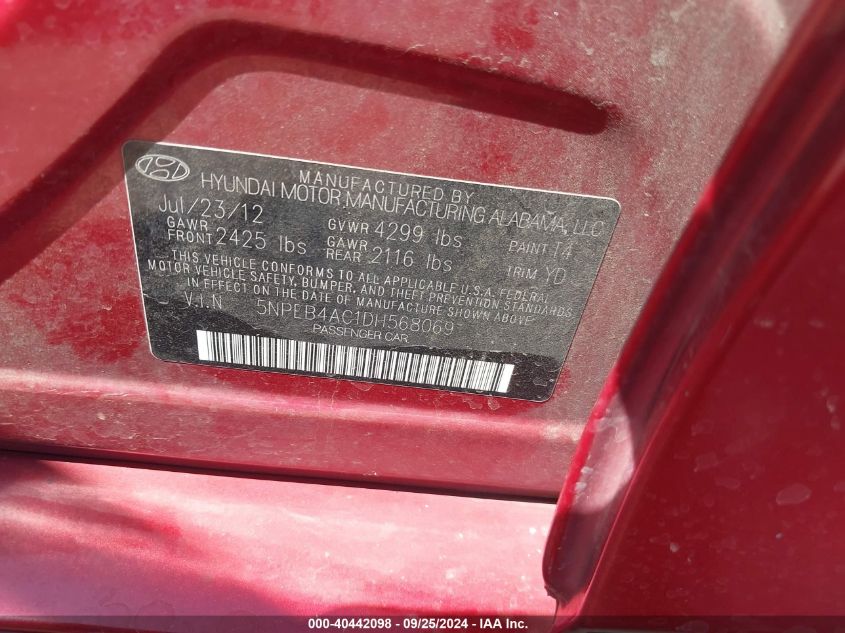 MANUFACTURED BY
HYUNDAI MOTOR MANUFACTURING ALABAMA, LLC
Jul/23/12 GVWR 4299 lbs PAINT T4
GAWR FRONT 2425 lbs GAWR REAR 2116 lbs TRIM YD
THIS VEHICLE CONFORMS TO ALL APPLICABLE U.S.A. FEDERAL
MOTOR VEHICLE SAFETY, BUMPER, AND THEFT PREVENTION STANDARDS
IN EFFECT ON THE DATE OF MANUFACTURE SHOWN ABOVE.
V.I.N 5NPEB4AC1DH568069
PASSENGER CAR
000-40442098 - 09/25/2024 - IAA Inc.